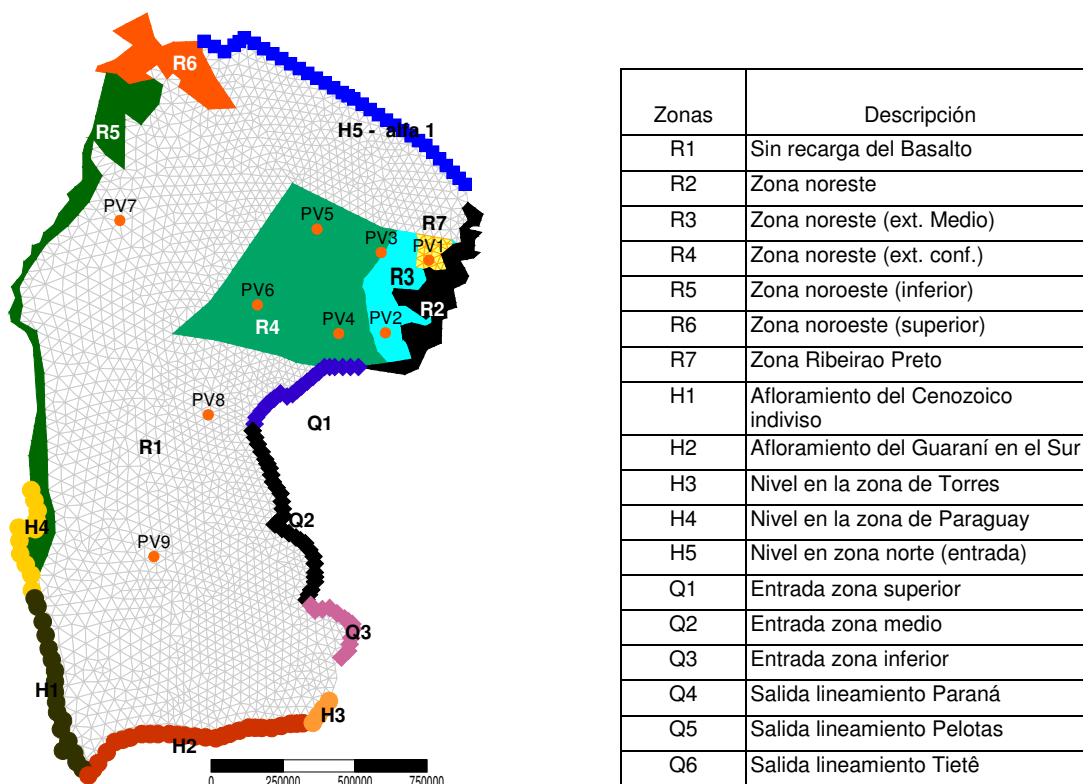 R6
H5 - alfa 1
R5
PV7
PV5
R7
PV3
PV1
R3
PV6
R2
R4
PV4
PV2
PV8
Q1
R1
Q2
H4
PV9
Q3
H1
H3
H2
0 250000 500000 750000
Zonas Descripción
R1 Sin recarga del Basalto
R2 Zona noreste
R3 Zona noreste (ext. Medio)
R4 Zona noreste (ext. conf.)
R5 Zona noroeste (inferior)
R6 Zona noroeste (superior)
R7 Zona Ribeirao Preto
H1 Afloramiento del Cenozoico
indiviso
H2 Afloramiento del Guaraní en el Sur
H3 Nivel en la zona de Torres
H4 Nivel en la zona de Paraguay
H5 Nivel en zona norte (entrada)
Q1 Entrada zona superior
Q2 Entrada zona medio
Q3 Entrada zona inferior
Q4 Salida lineamiento Paraná
Q5 Salida lineamiento Pelotas
Q6 Salida lineamiento Tietê